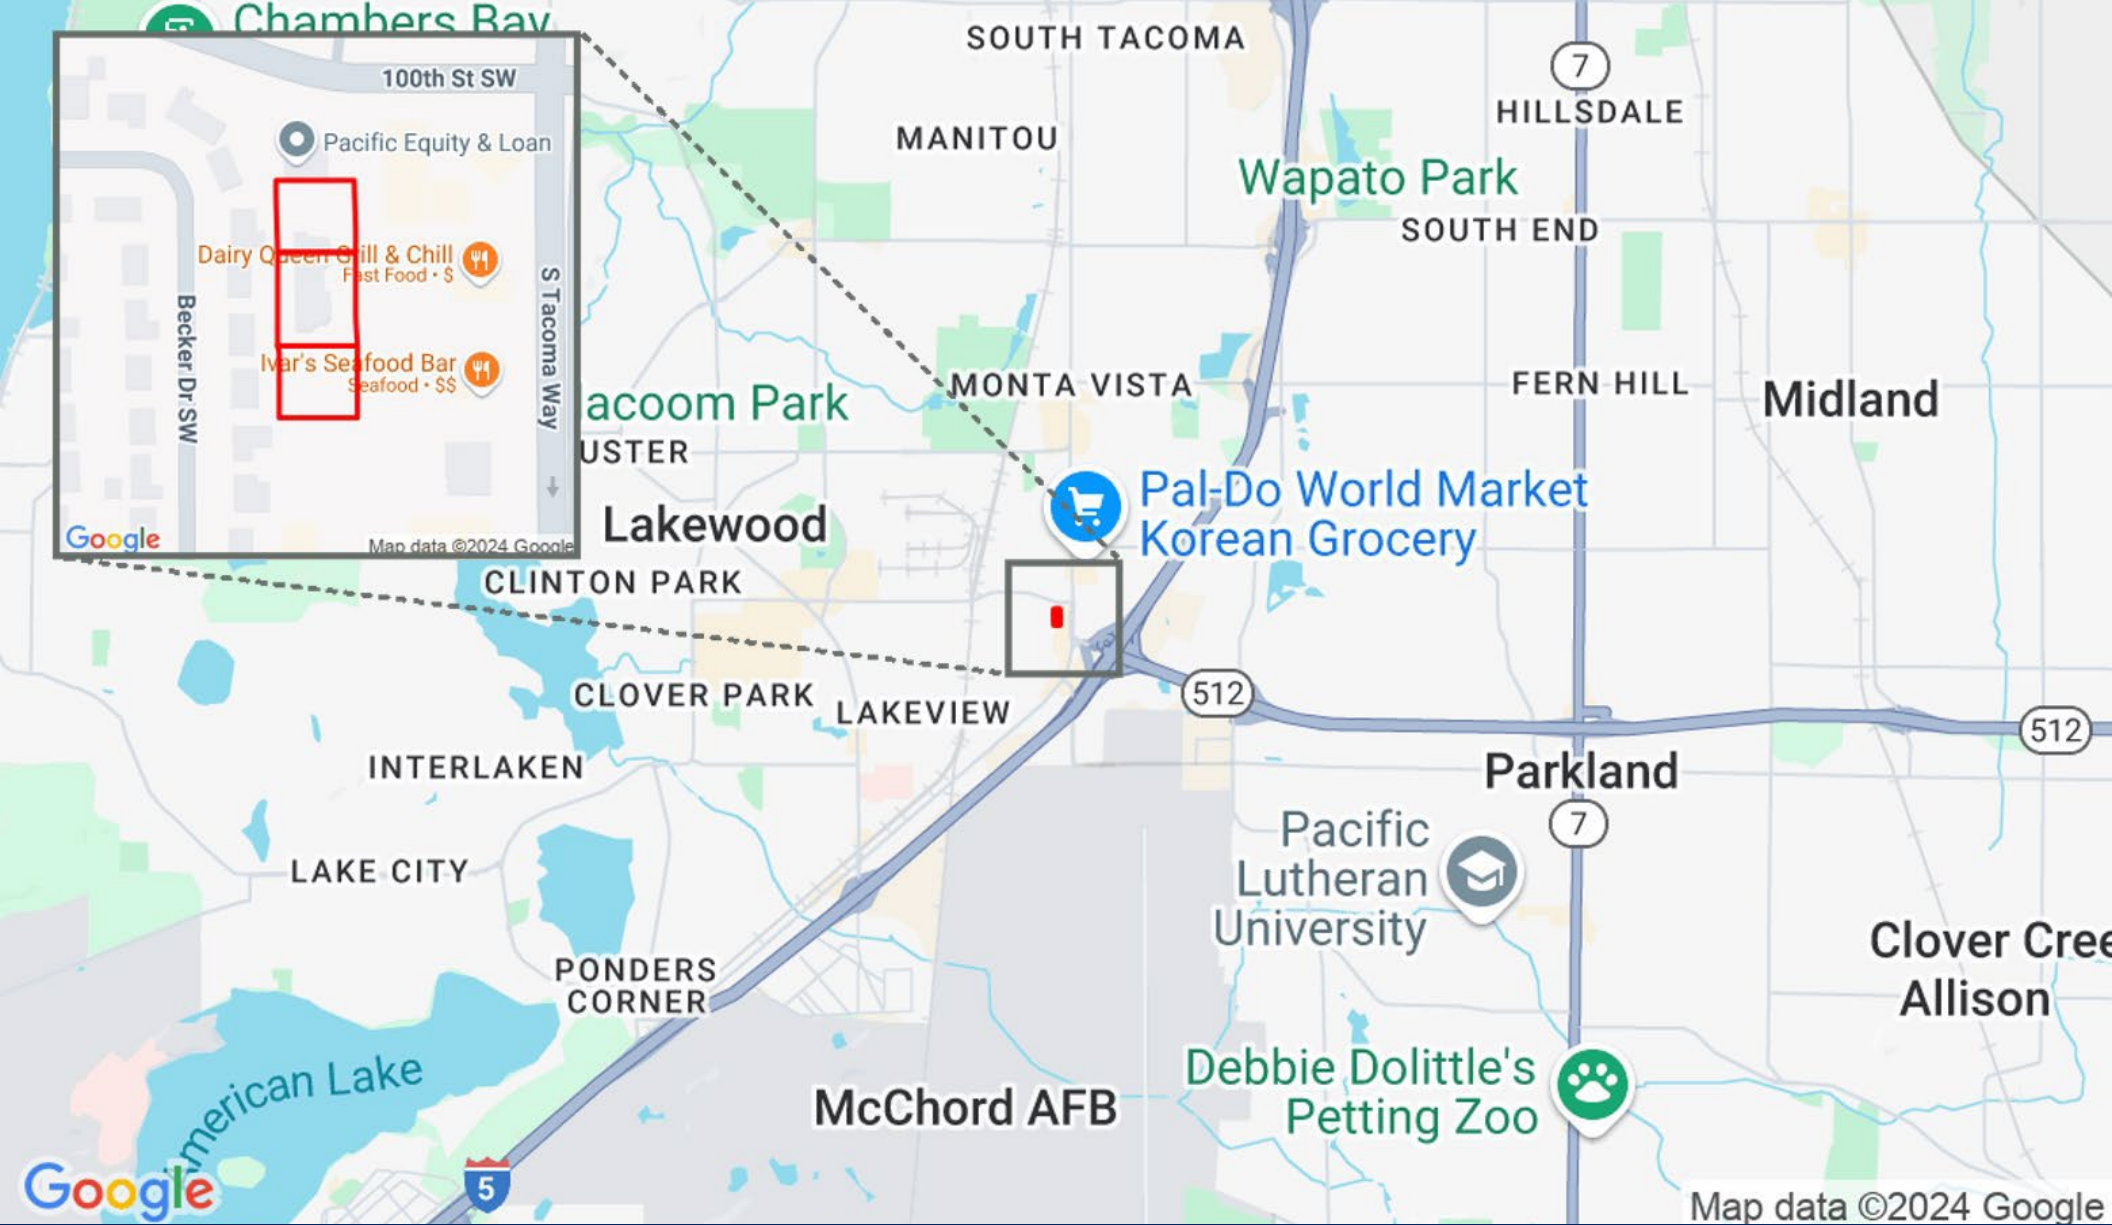 Chambers Bay
100th St SW
Pacific Equity & Loan
Dairy Queen Grill & Chill
Fast Food • $
Becker Dr SW
S Tacoma Way
Ivar's Seafood Bar
Seafood • $$
Google
Map data ©2024 Google
SOUTH TACOMA
7
HILLSDALE
MANITOU
Wapato Park
SOUTH END
MONTA VISTA
FERN HILL
Midland
acoom Park
USTER
Pal-Do World Market
Korean Grocery
Lakewood
CLINTON PARK
CLOVER PARK
LAKEVIEW
512
512
INTERLAKEN
Parkland
7
Pacific
Lutheran
University
LAKE CITY
PONDERS
CORNER
Clover Cree
Allison
merican Lake
McChord AFB
Debbie Dolittle's
Petting Zoo
5
Google
Map data ©2024 Google